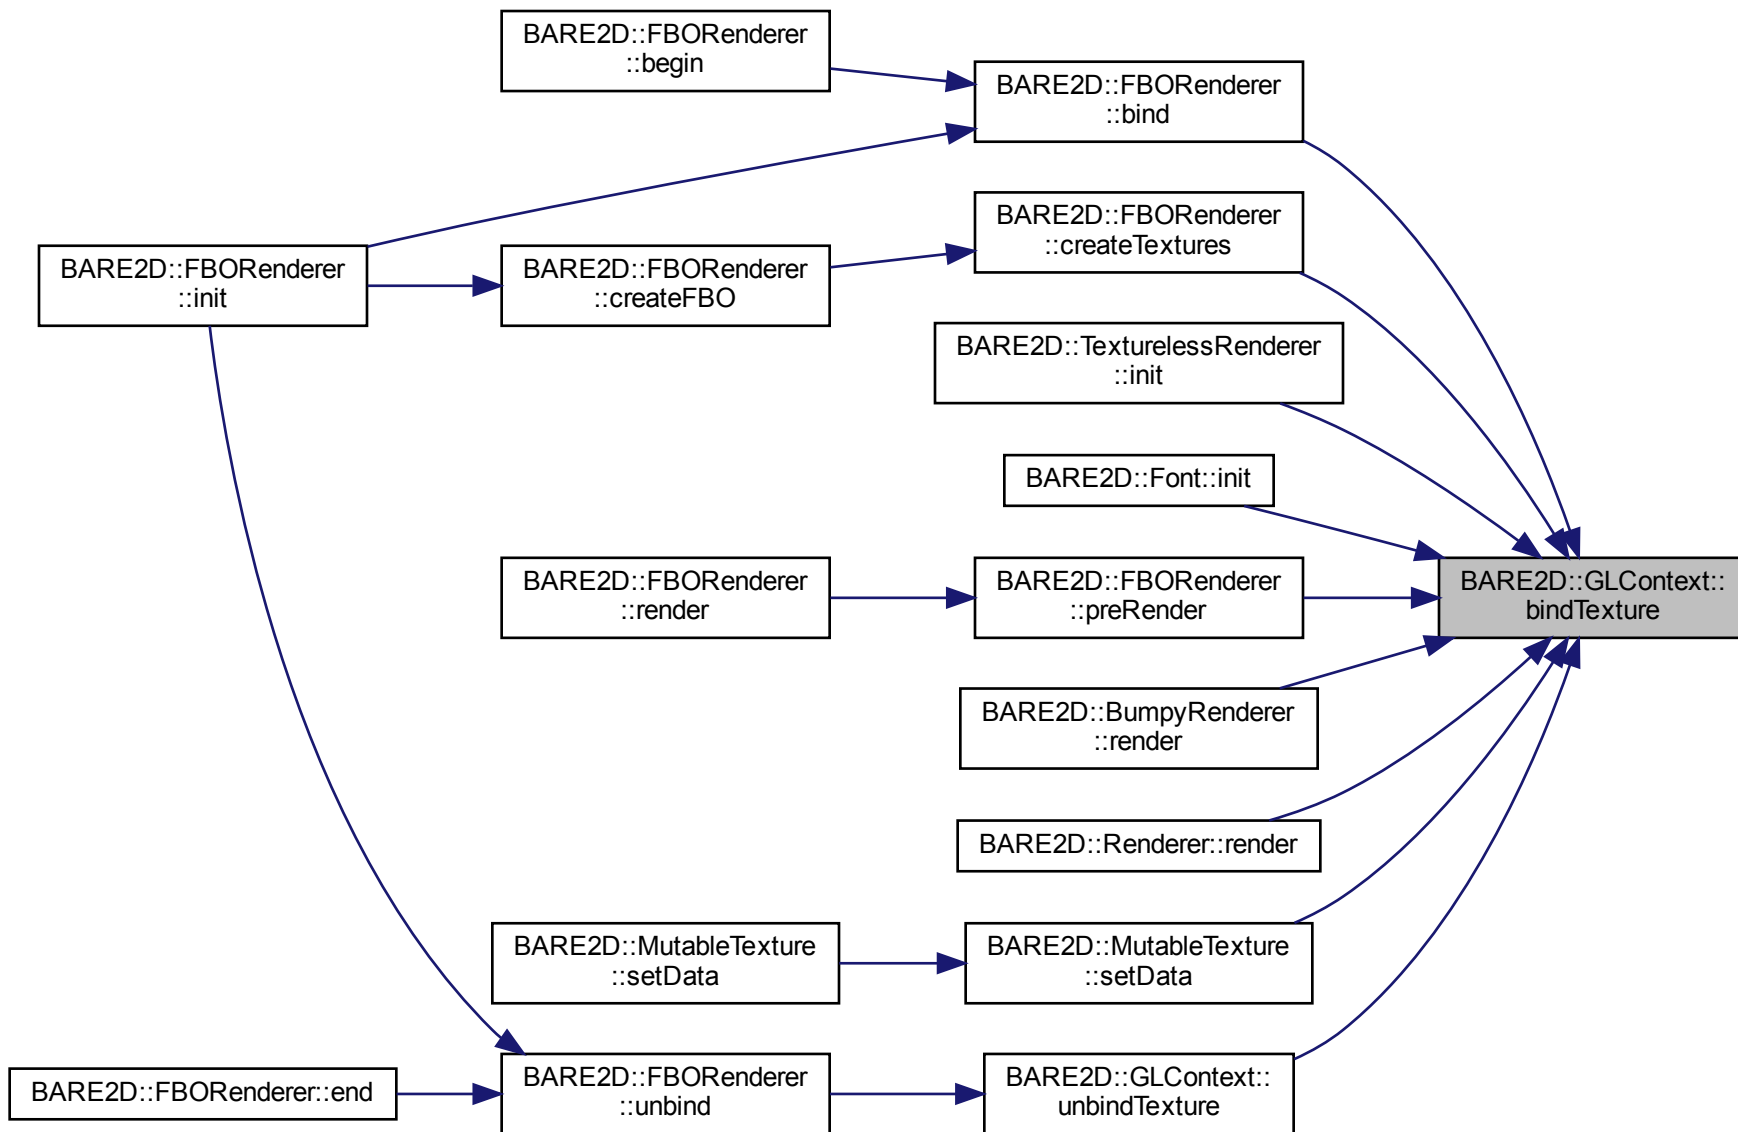 BARE2D::FBORenderer
::begin
BARE2D::FBORenderer
::bind
BARE2D::FBORenderer
::createTextures
BARE2D::FBORenderer
::init
BARE2D::FBORenderer
::createFBO
BARE2D::TexturelessRenderer
::init
BARE2D::Font::init
BARE2D::FBORenderer
::render
BARE2D::FBORenderer
::preRender
BARE2D::GLContext::
bindTexture
BARE2D::BumpyRenderer
::render
BARE2D::Renderer::render
BARE2D::MutableTexture
::setData
BARE2D::MutableTexture
::setData
BARE2D::FBORenderer::end
BARE2D::FBORenderer
::unbind
BARE2D::GLContext::
unbindTexture